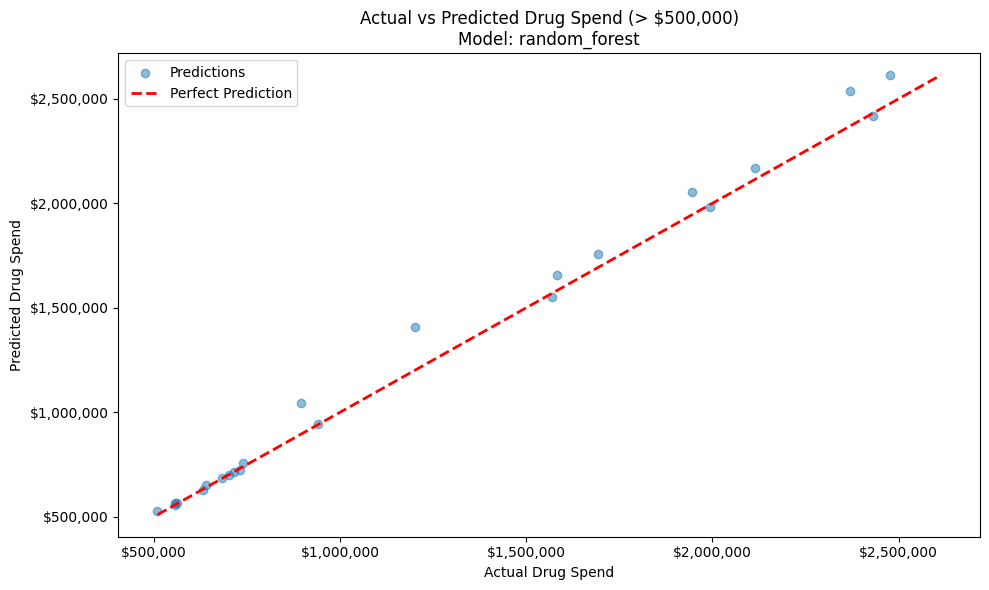 Actual vs Predicted Drug Spend (> $500,000)
Model: random_forest
Predictions
Perfect Prediction
Predicted Drug Spend
$2,500,000
$2,000,000
$1,500,000
$1,000,000
$500,000
$500,000
$1,000,000
$1,500,000
$2,000,000
$2,500,000
Actual Drug Spend